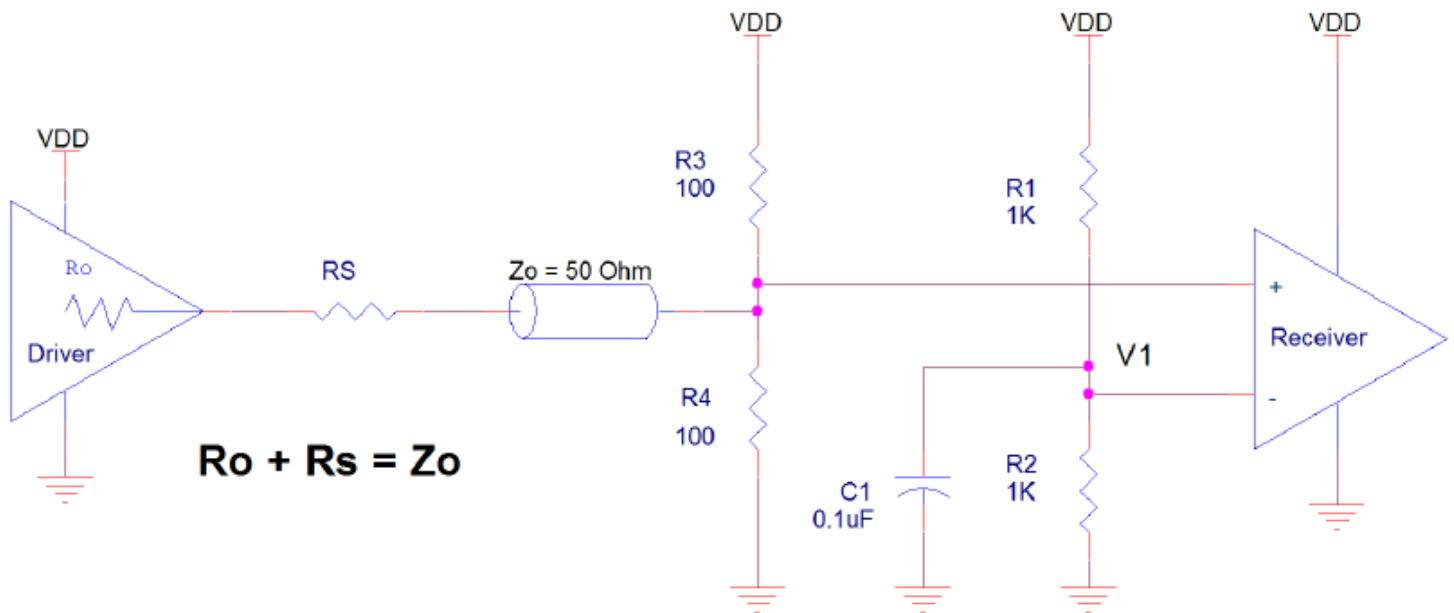 VDD
VDD
VDD
VDD
R3
100
R1
1K
Ro
RS
Zo = 50 Ohm
+
Driver
Receiver
V1
R4
100
-
Ro + Rs = Zo
R2
1K
C1
0.1uF